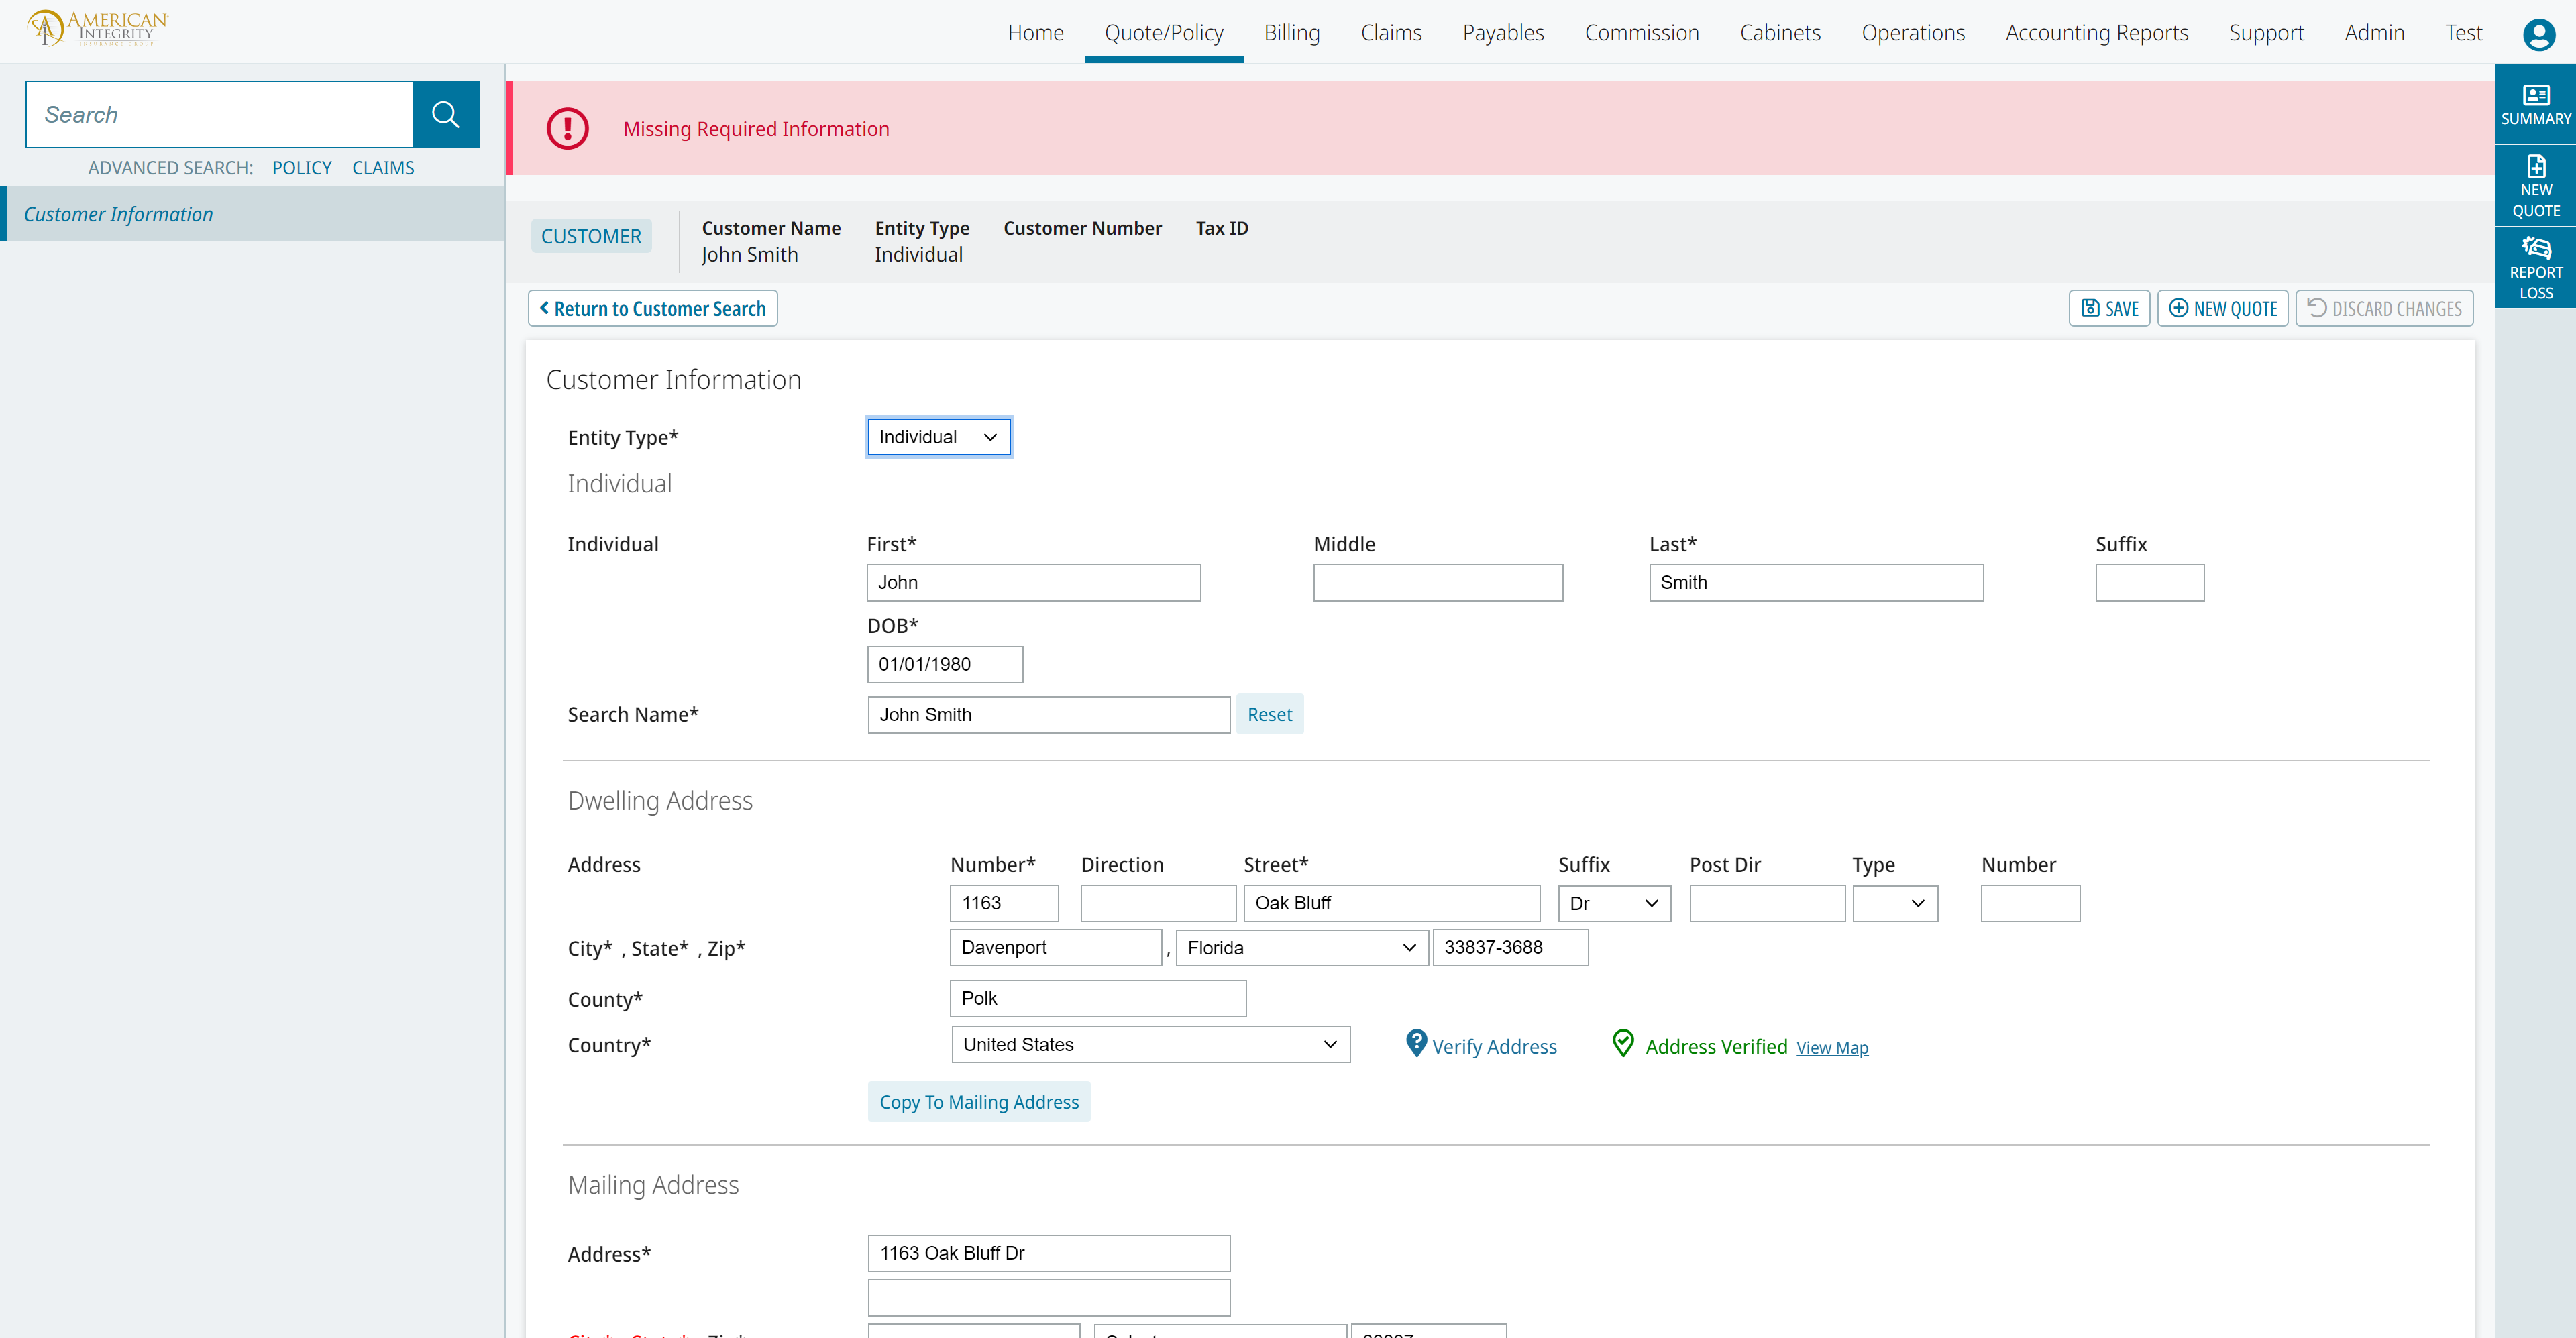 AMERICAN
INTEGRITY
INSURANCE GROUP
Home Quote/Policy Billing Claims Payables Commission Cabinets Operations Accounting Reports Support Admin Test
Search
ADVANCED SEARCH: POLICY CLAIMS
Customer Information
Missing Required Information
SUMMARY
NEW
QUOTE
REPORT
LOSS
CUSTOMER
Customer Name Entity Type Customer Number Tax ID
John Smith Individual
Return to Customer Search SAVE NEW QUOTE DISCARD CHANGES
Customer Information
Entity Type* Individual
Individual
Individual First* Middle Last* Suffix
John Smith
DOB*
01/01/1980
Search Name* John Smith Reset
Dwelling Address
Address Number* Direction Street* Suffix Post Dir Type Number
1163 Oak Bluff Dr
City* , State* , Zip* Davenport , Florida 33837-3688
County* Polk
Country* United States Verify Address Address Verified View Map
Copy To Mailing Address
Mailing Address
Address* 1163 Oak Bluff Dr